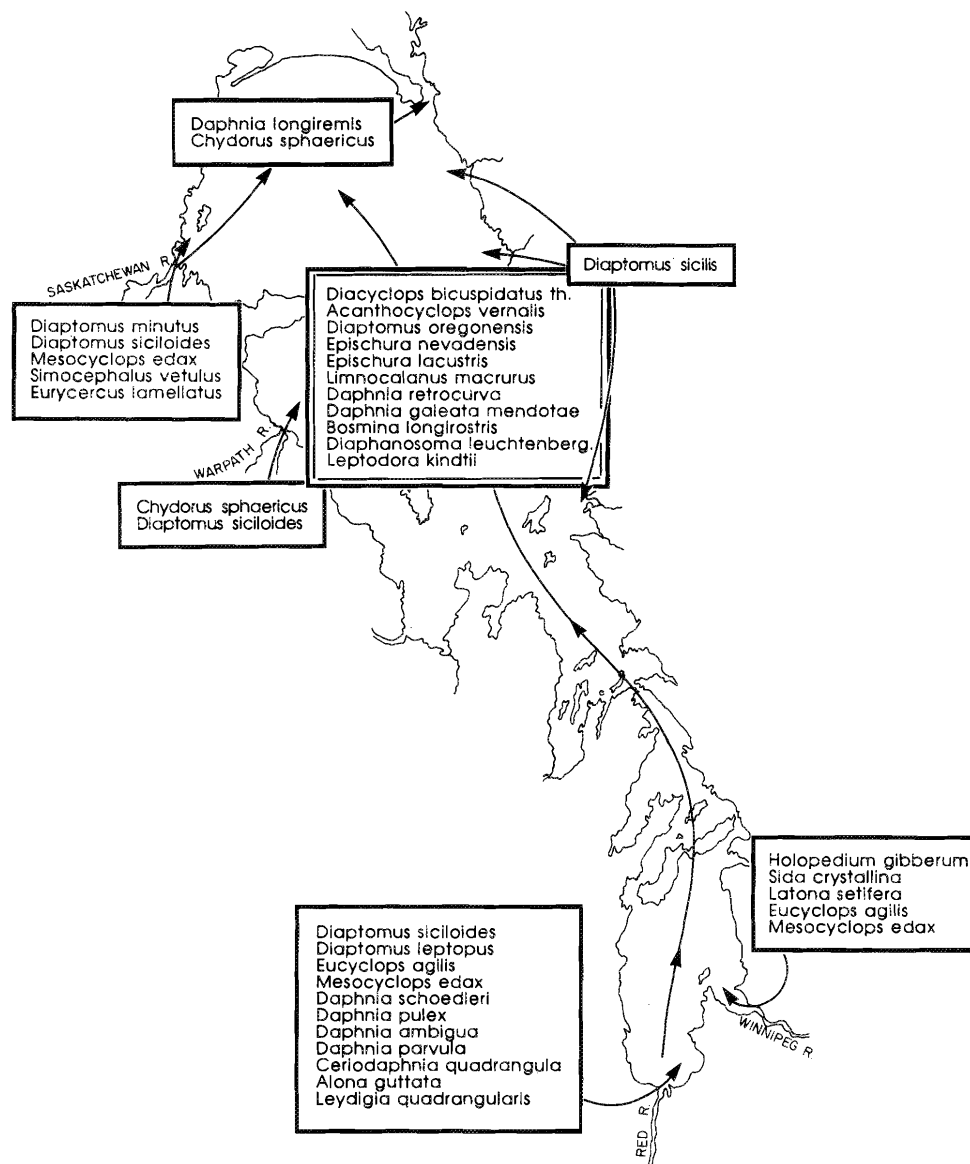 Daphnia longiremis
Chydorus sphaericus
Diaptomus sicilis
SASKATCHEWAN R.
Diaptomus minutus
Diaptomus siciloides
Mesocyclops edax
Simocephalus vetulus
Eurycercus lamellatus
Diacyclops bicuspidatus th.
Acanthocyclops vernalis
Diaptomus oregonensis
Epischura nevadensis
Epischura lacustris
Limnocalanus macrurus
Daphnia retrocurva
Daphnia galeata mendotae
Bosmina longirostris
Diaphanosoma leuchtenberg.
Leptodora kindtii
WARPATH R.
Chydorus sphaericus
Diaptomus siciloides
Holopedium gibberum
Sida crystallina
Latona setifera
Eucyclops agilis
Mesocyclops edax
Diaptomus siciloides
Diaptomus leptopus
Eucyclops agilis
Mesocyclops edax
Daphnia schoedleri
Daphnia pulex
Daphnia ambigua
Daphnia parvula
Ceriodaphnia quadrangula
Alona guttata
Leydigia quadrangularis
WINNIPEG R.
RED R.